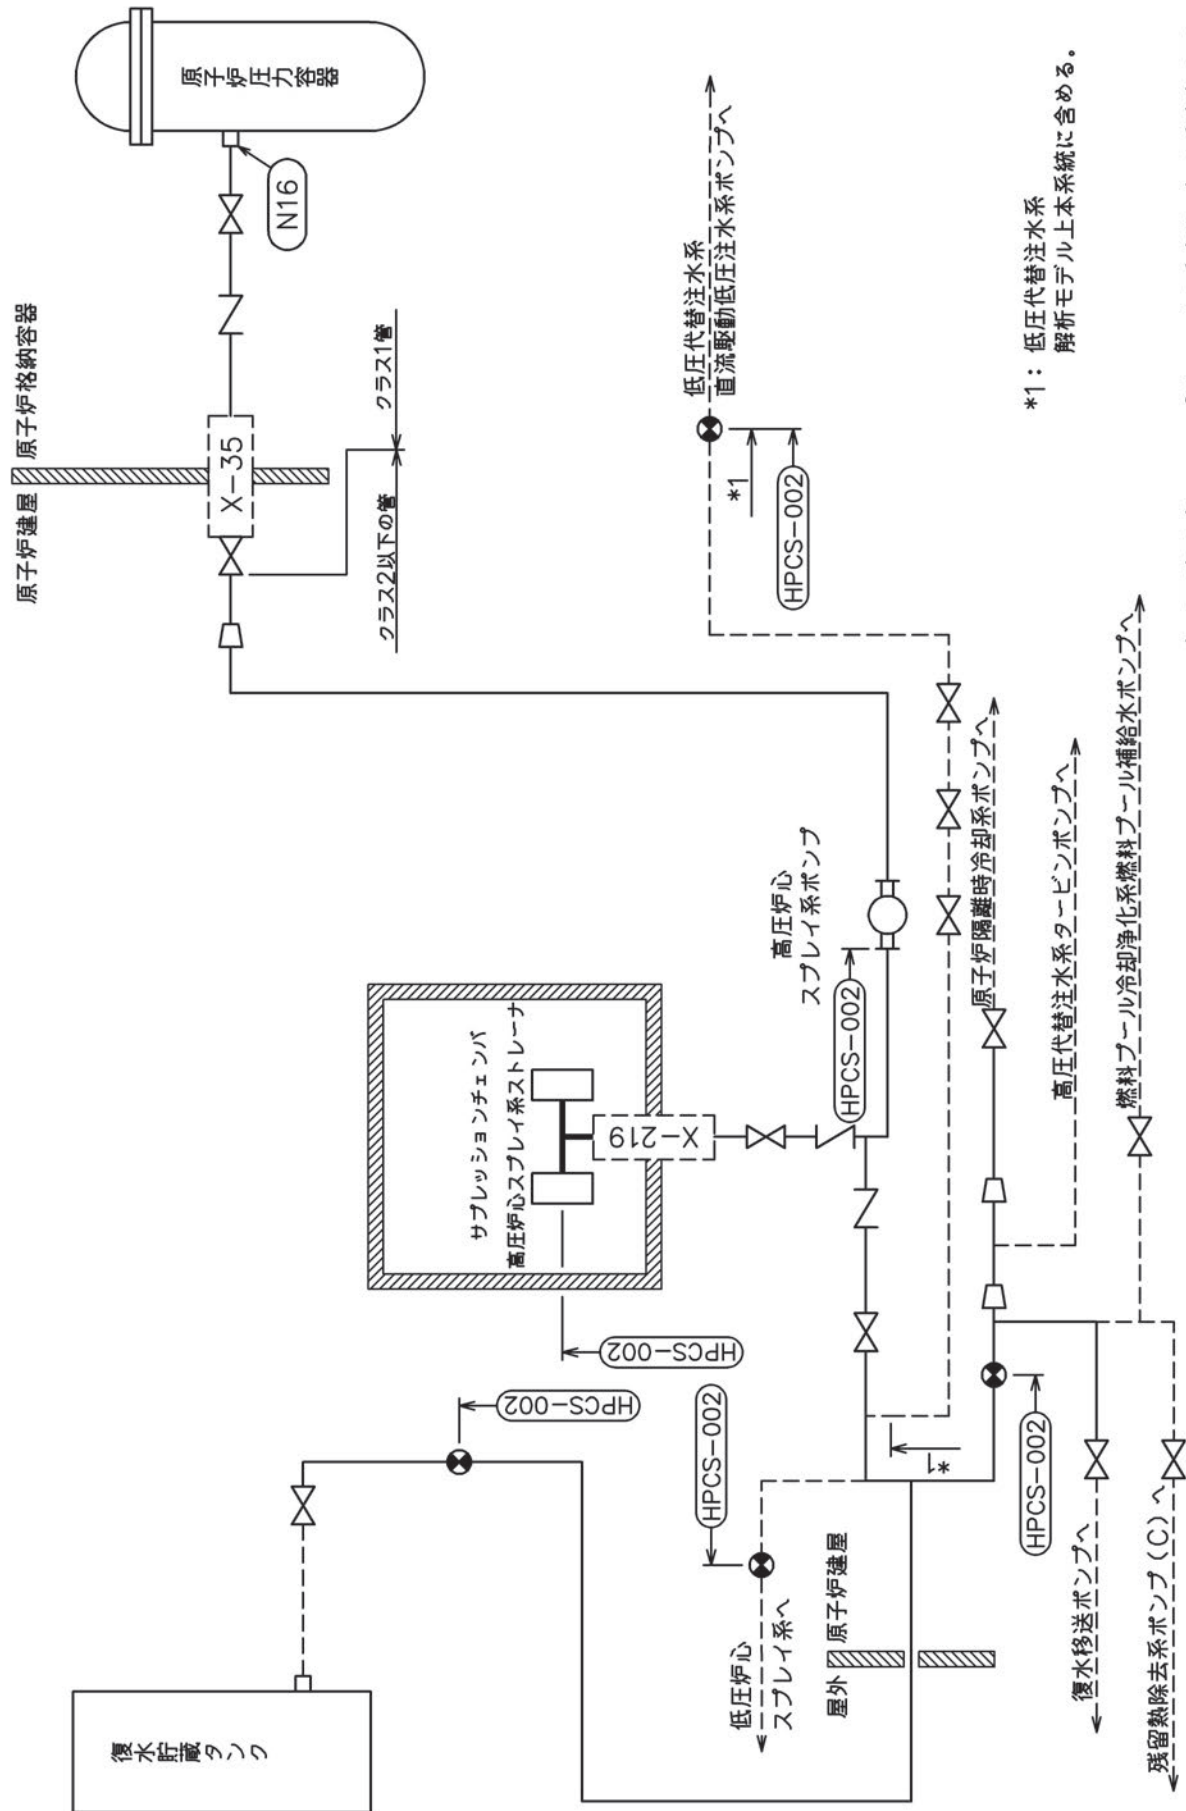 原子炉圧力容器
N16
原子炉建屋
原子炉格納容器
X-35
クラス2以下の管
クラス1管
低圧代替注水系
直流駆動低圧注水系ポンプへ
*1
HPCS-002
*1: 低圧代替注水系
解析モデル上本系統に含める。
サプレッションチェンバ
高圧炉心スプレイ系ストレーナ
X-219
HPCS-002
高圧炉心
スプレイ系ポンプ
HPCS-002
原子炉隔離時冷却系ポンプへ
高圧代替注水系タービンポンプへ
燃料プール冷却浄化系燃料プール補給水ポンプへ
復水貯蔵タンク
HPCS-002
HPCS-002
低圧炉心
スプレイ系へ
屋外
原子炉建屋
*1
HPCS-002
復水移送ポンプへ
残留熱除去系ポンプ(C)へ